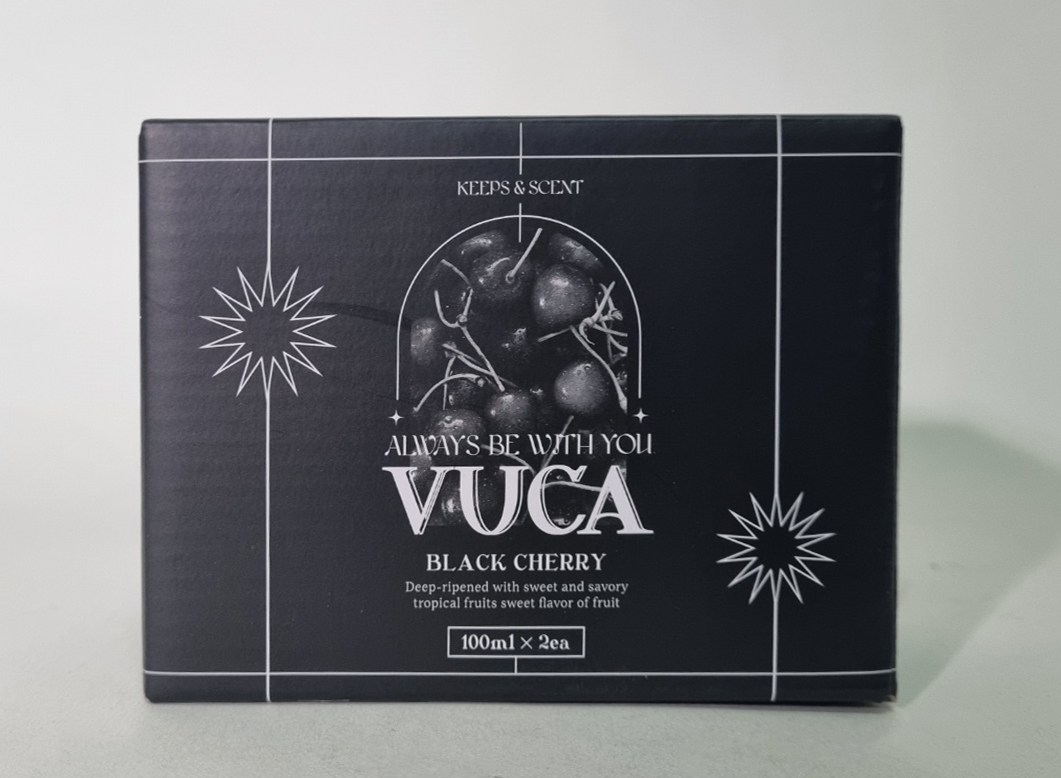 KEEPS & SCENT
ALWAYS BE WITH YOU
VUCA
BLACK CHERRY
Deep-ripened with sweet and savory
tropical fruits sweet flavor of fruit
100ml × 2ea